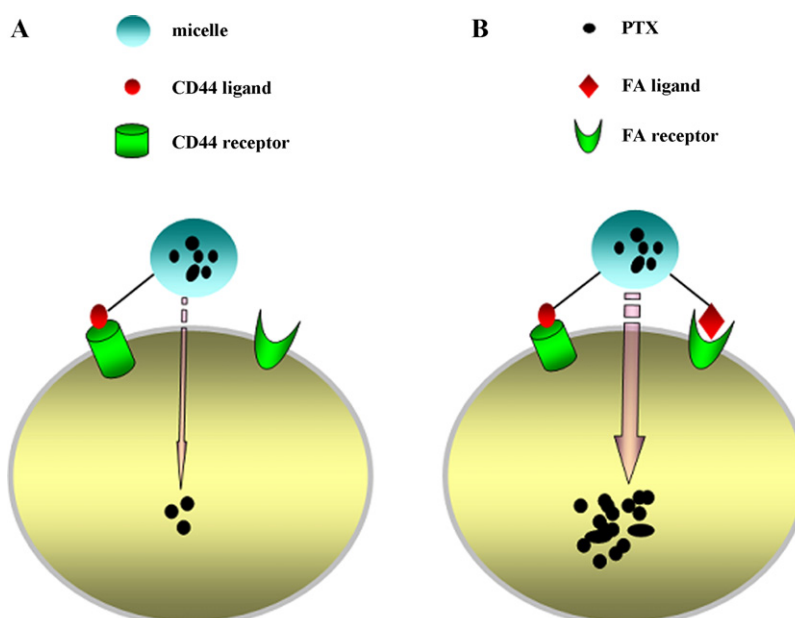 A
micelle
CD44 ligand
CD44 receptor
B
PTX
FA ligand
FA receptor